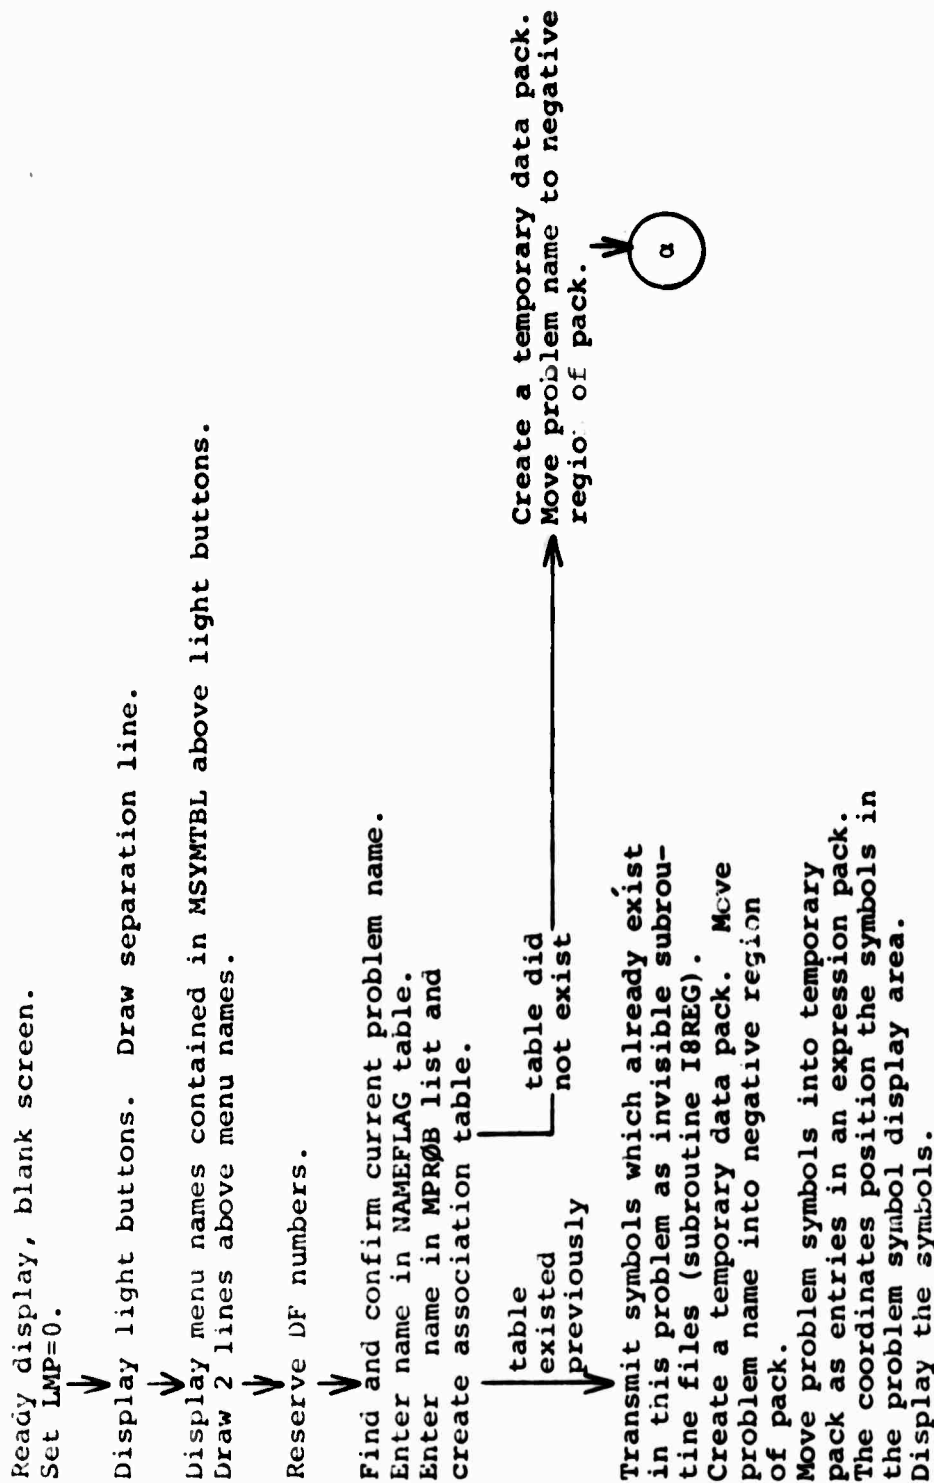 Ready display, blank screen.
Set LMP=0.
Display light buttons. Draw separation line.
Display menu names contained in MSYMTBL above light buttons.
Draw 2 lines above menu names.
Reserve DF numbers.
Find and confirm current problem name.
Enter name in NAMEFLAG table.
Enter name in MPRØB list and
create association table.
table
existed
previously
table did
not exist
Transmit symbols which already exist
in this problem as invisible subrou-
tine files (subroutine I8REG).
Create a temporary data pack. Move
problem name into negative region
of pack.
Move problem symbols into temporary
pack as entries in an expression pack.
The coordinates position the symbols in
the problem symbol display area.
Display the symbols.
Create a temporary data pack.
Move problem name to negative
region of pack.
α